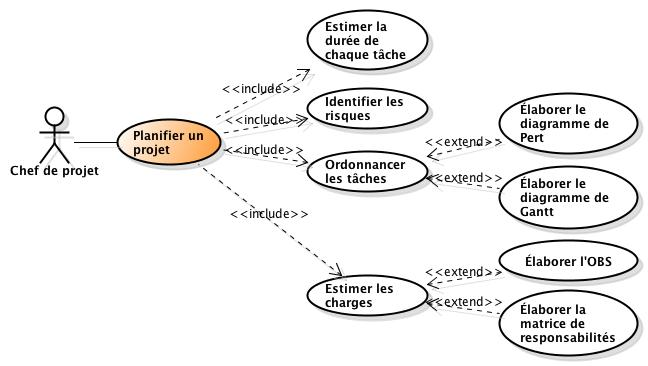 Estimer la
durée de
chaque tâche
<<include>>
Identifier les
risques
<<include>>
Élaborer le
diagramme de
Pert
Planifier un
projet
<<include>>
<<extend>>
Ordonnancer
les tâches
Chef de projet
<<extend>>
Élaborer le
diagramme de
Gantt
<<include>>
Élaborer l'OBS
<<extend>>
Estimer les
charges
<<extend>>
Élaborer la
matrice de
responsabilités